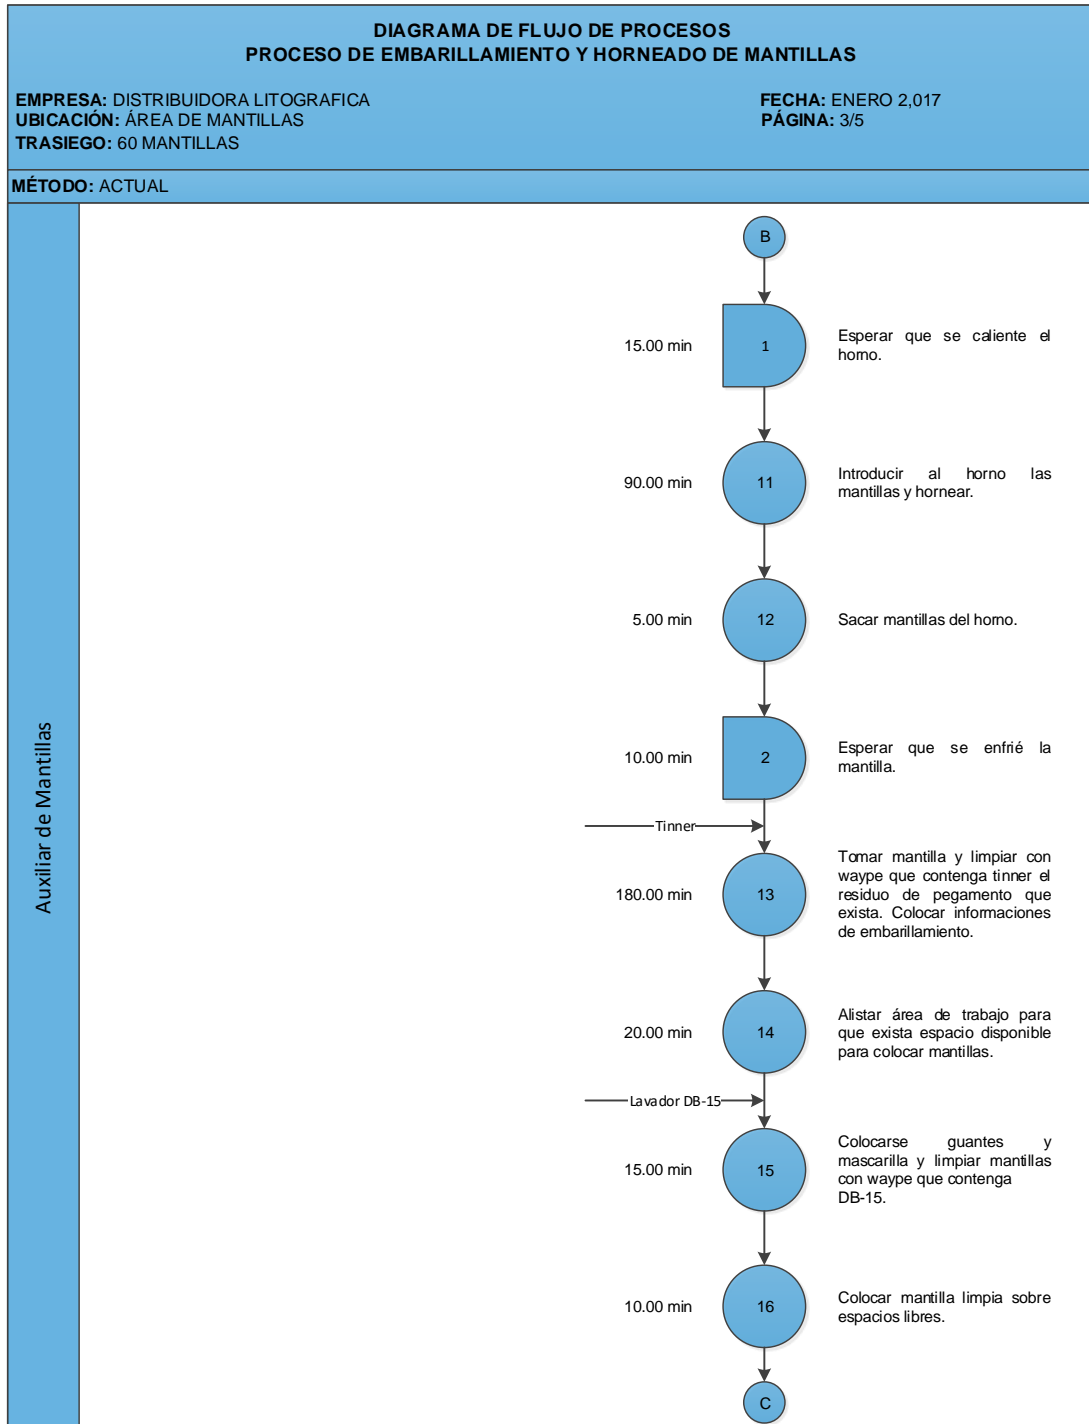 DIAGRAMA DE FLUJO DE PROCESOS
PROCESO DE EMBARILLAMIENTO Y HORNEADO DE MANTILLAS
EMPRESA: DISTRIBUIDORA LITOGRAFICA
FECHA: ENERO 2,017
UBICACIÓN: ÁREA DE MANTILLAS
PÁGINA: 3/5
TRASIEGO: 60 MANTILLAS
MÉTODO: ACTUAL
Auxiliar de Mantillas
B
15.00 min
1
Esperar que se caliente el
horno.
90.00 min
11
Introducir al horno las
mantillas y hornear.
5.00 min
12
Sacar mantillas del horno.
10.00 min
2
Esperar que se enfrié la
mantilla.
Tinner
180.00 min
13
Tomar mantilla y limpiar con
waype que contenga tinner el
residuo de pegamento que
exista. Colocar informaciones
de embarillamiento.
20.00 min
14
Alistar área de trabajo para
que exista espacio disponible
para colocar mantillas.
Lavador DB-15
15.00 min
15
Colocarse guantes y
mascarilla y limpiar mantillas
con waype que contenga
DB-15.
10.00 min
16
Colocar mantilla limpia sobre
espacios libres.
C